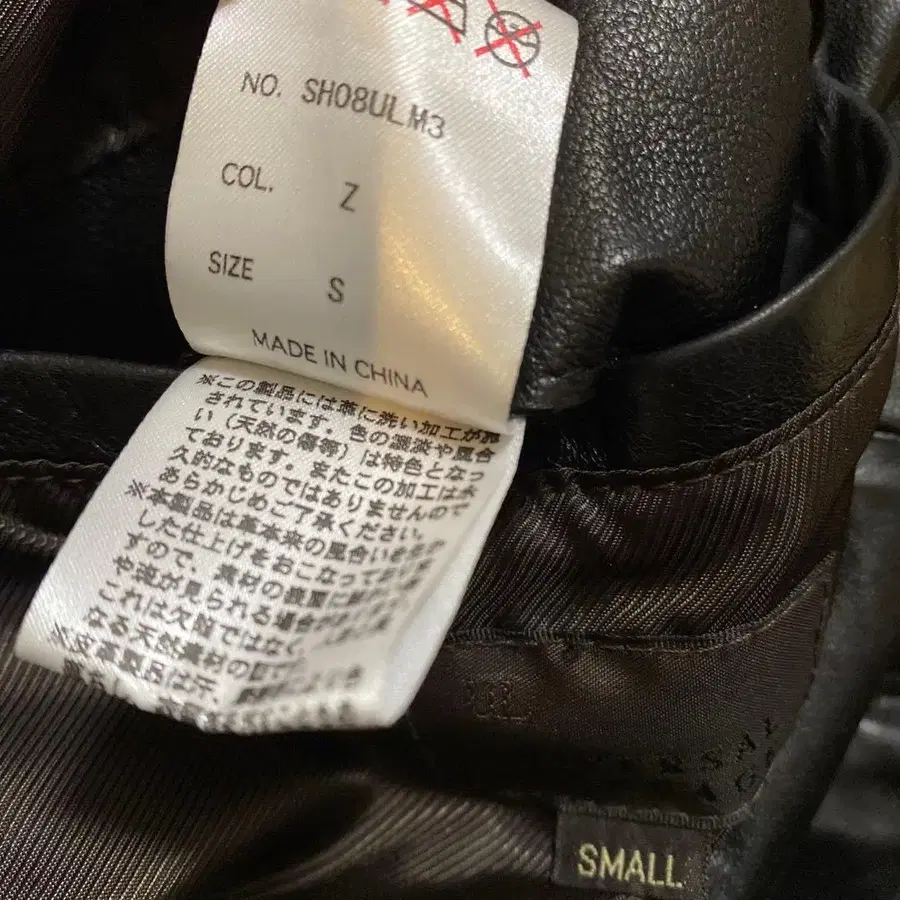 NO. SH08ULM3
COL. Z
SIZE S
MADE IN CHINA
※この製品には革に洗い加工が施
されています。色の濃淡や風合
い（天然の傷等）は特色となっ
ております。またこの加工は永
久的なものではありませんので
あらかじめご了承ください。
※本製品は革本来の風合いを
した仕上げをおこなっており
すので、素材の表面に
や斑が見られる場合が
これは欠陥ではなく、
なる天然素材の
※皮革製品は
SMALL